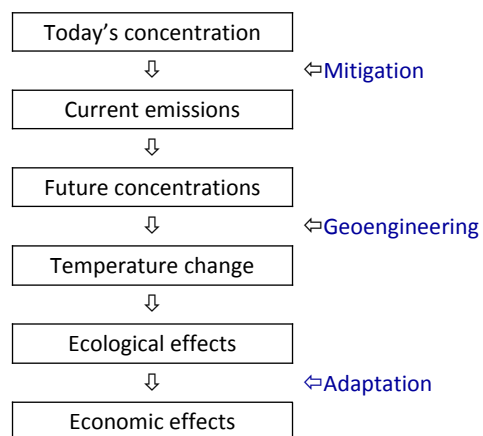 Today’s concentration
⇩ ⇦Mitigation
Current emissions
⇩
Future concentrations
⇩ ⇦Geoengineering
Temperature change
⇩
Ecological effects
⇩ ⇦Adaptation
Economic effects